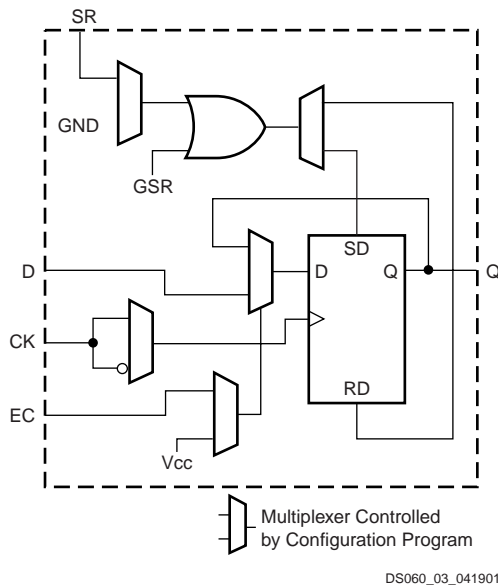 SR
GND
GSR
SD
D
D
Q
Q
CK
RD
EC
Vcc
Multiplexer Controlled
by Configuration Program
DS060_03_041901